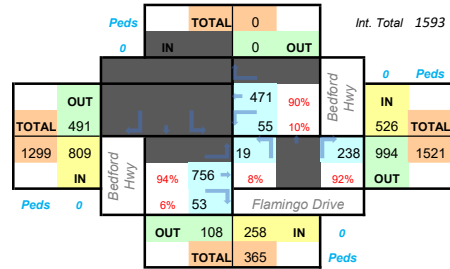 Peds TOTAL 0 Int. Total 1593
0 IN 0 OUT
0 Peds
OUT 471 90% Bedford Hwy IN
TOTAL 491 55 10% 526 TOTAL
1299 809 Bedford Hwy 19 238 994 1521
IN 94% 756 8% 92% OUT
Peds 0 6% 53 Flamingo Drive
OUT 108 258 IN 0
TOTAL 365 Peds